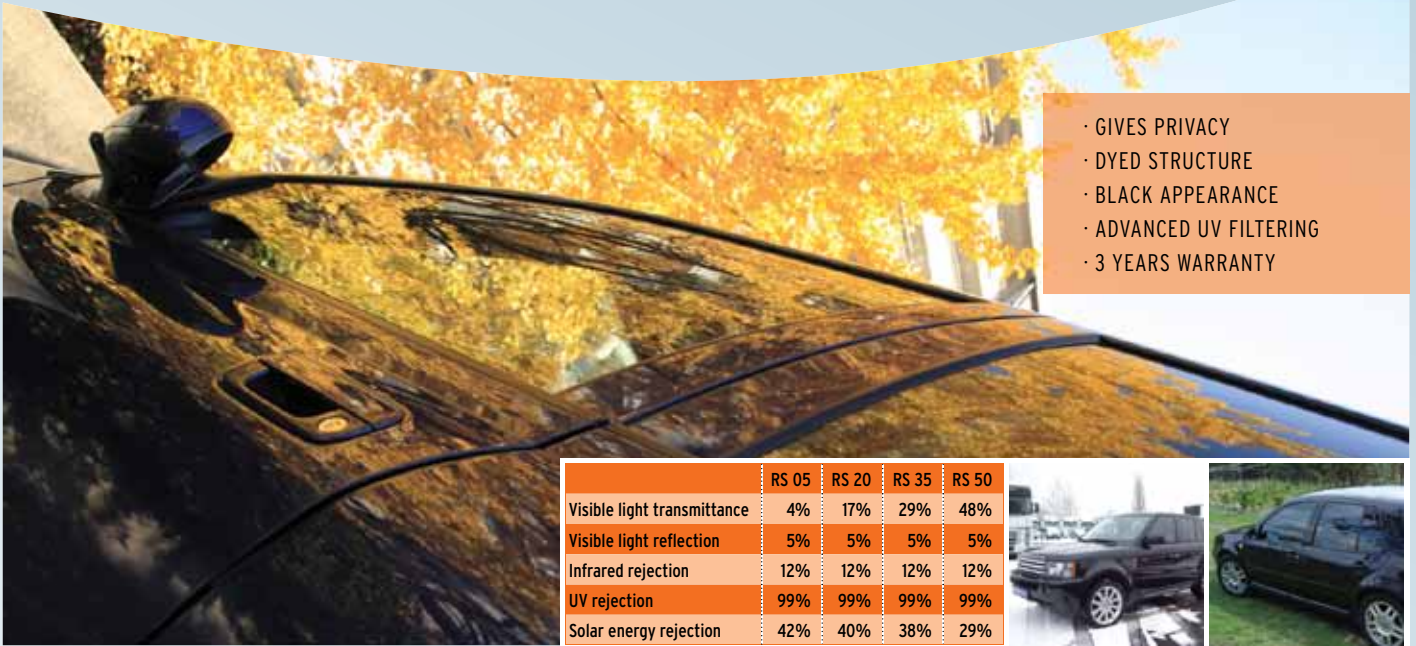 · GIVES PRIVACY
· DYED STRUCTURE
· BLACK APPEARANCE
· ADVANCED UV FILTERING
· 3 YEARS WARRANTY
RS 05 RS 20 RS 35 RS 50
Visible light transmittance 4% 17% 29% 48%
Visible light reflection 5% 5% 5% 5%
Infrared rejection 12% 12% 12% 12%
UV rejection 99% 99% 99% 99%
Solar energy rejection 42% 40% 38% 29%